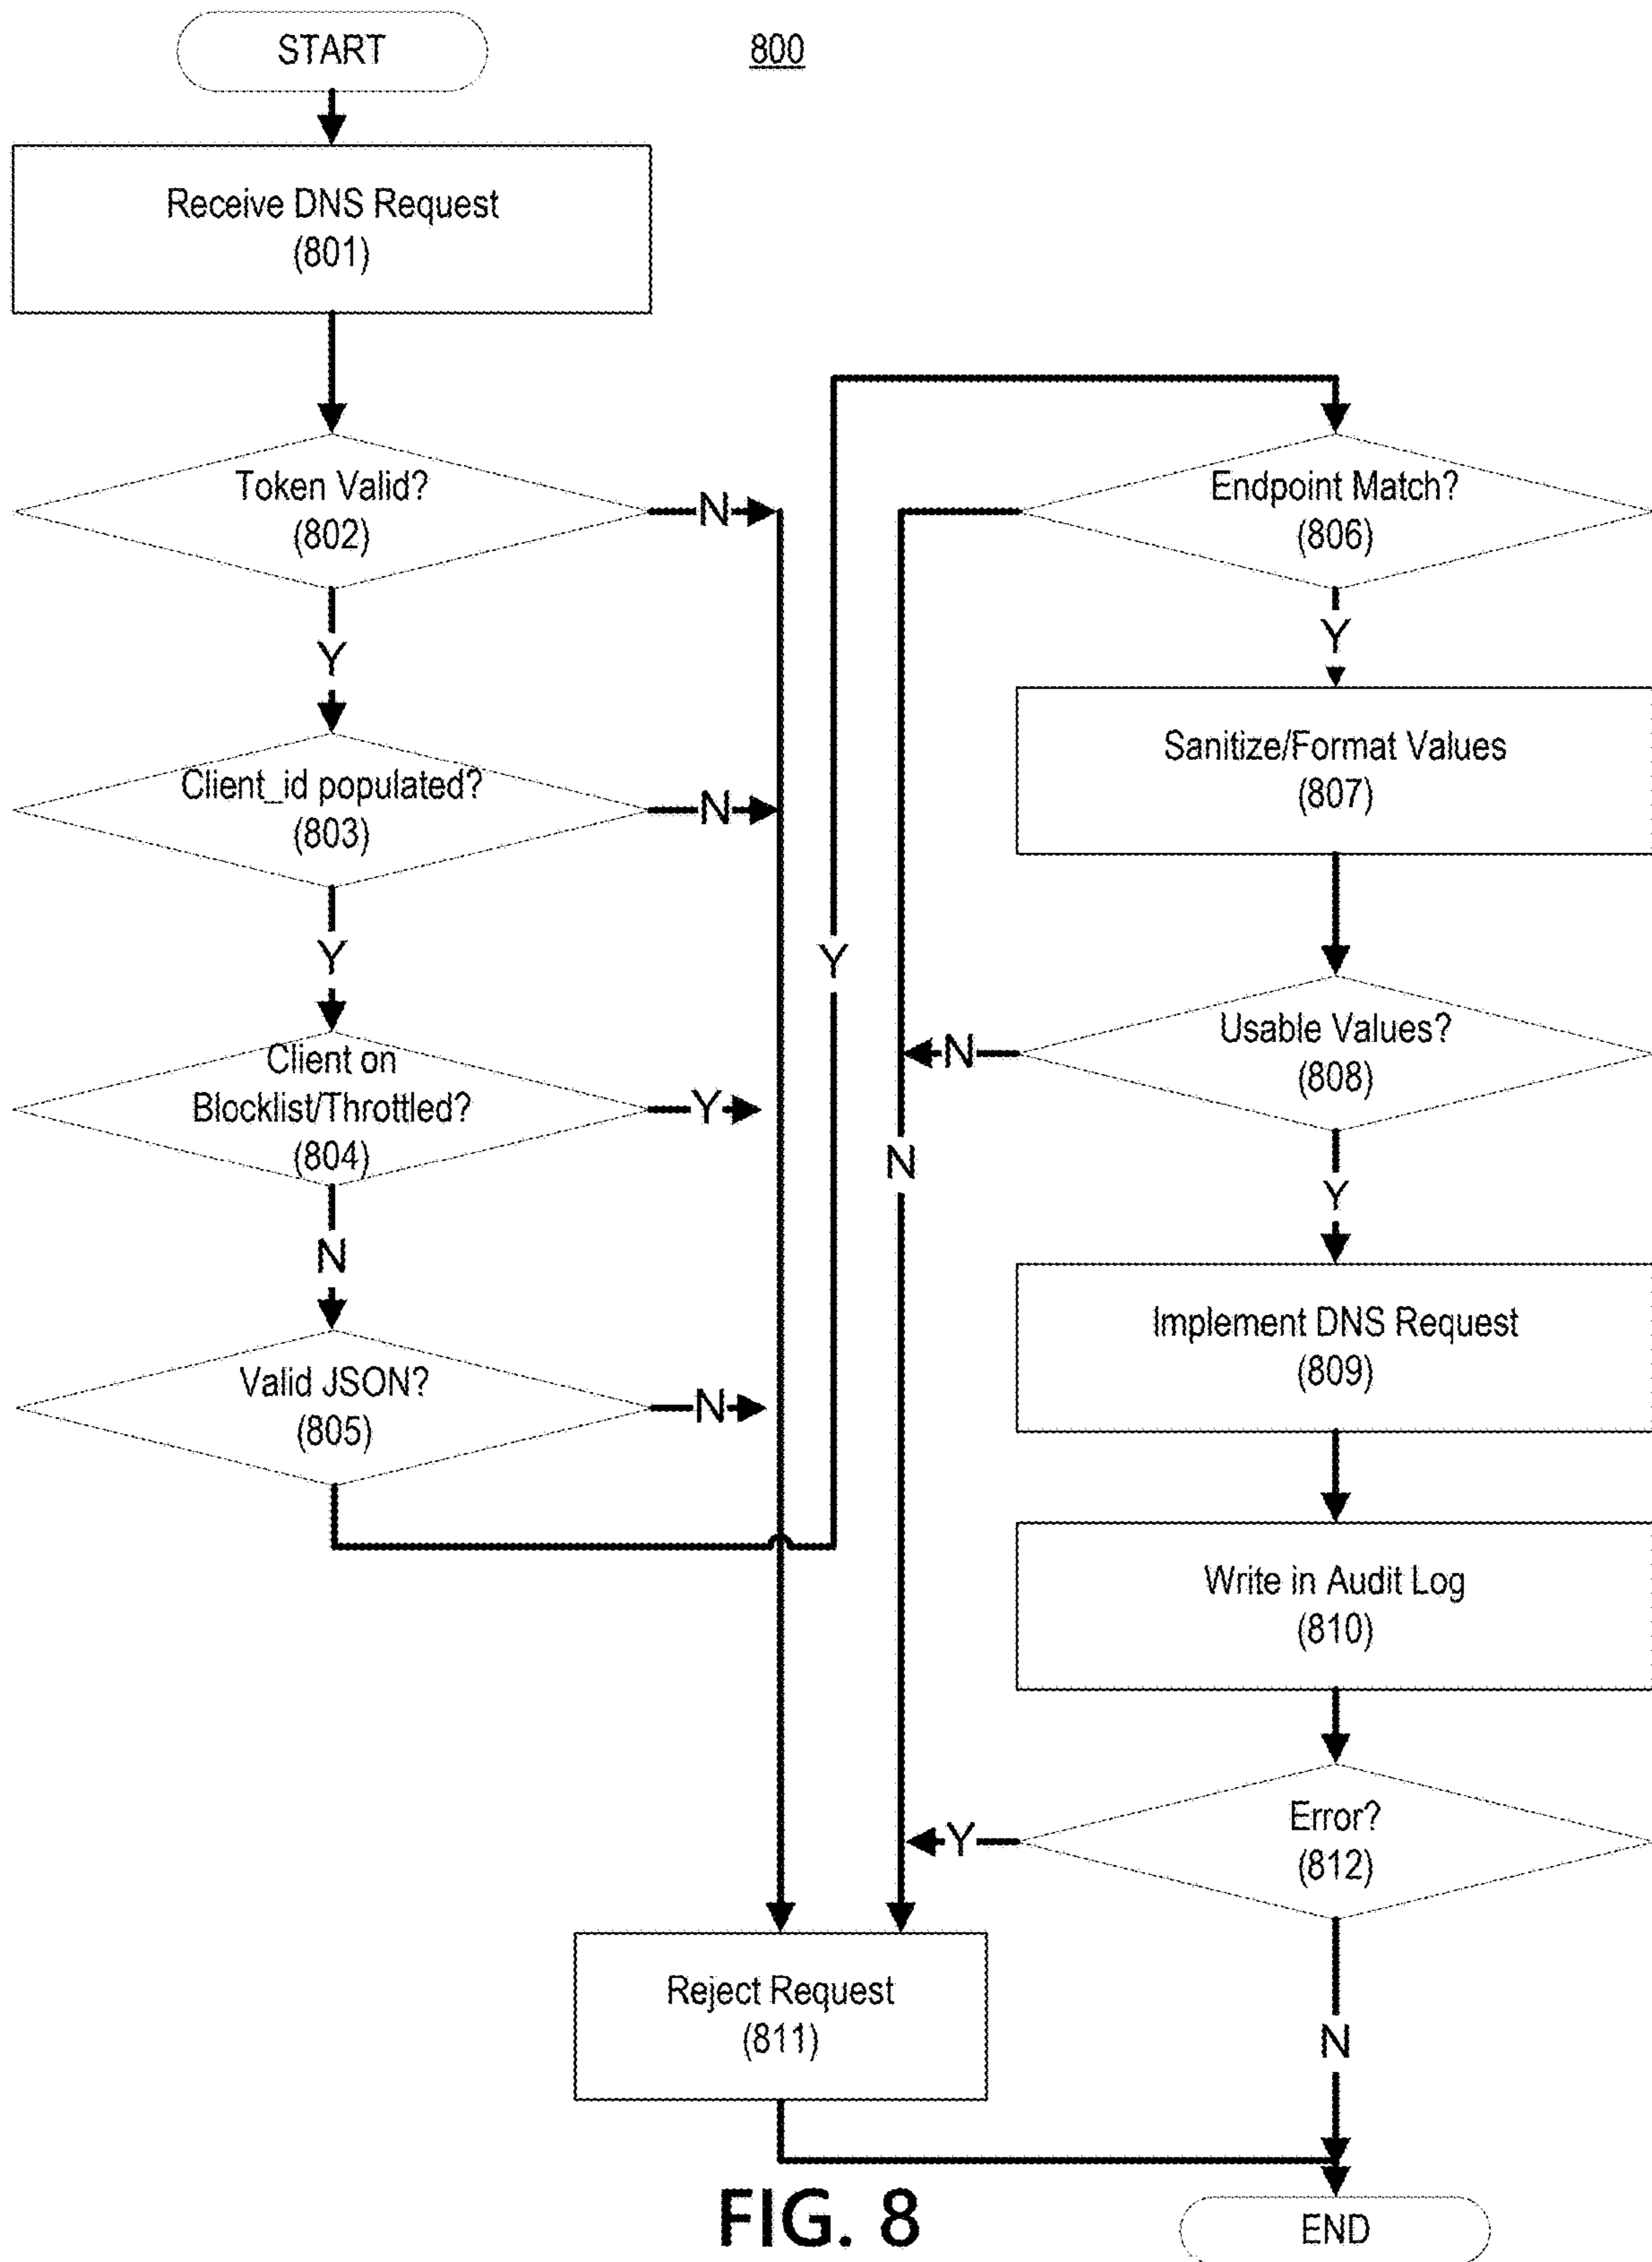 START
800
Receive DNS Request
(801)
Token Valid?
(802)
N
Y
Client_id populated?
(803)
N
Y
Client on
Blocklist/Throttled?
(804)
Y
N
Valid JSON?
(805)
N
Y
Endpoint Match?
(806)
N
Y
Sanitize/Format Values
(807)
Usable Values?
(808)
N
Y
Implement DNS Request
(809)
Write in Audit Log
(810)
Error?
(812)
Y
N
Reject Request
(811)
END
FIG. 8